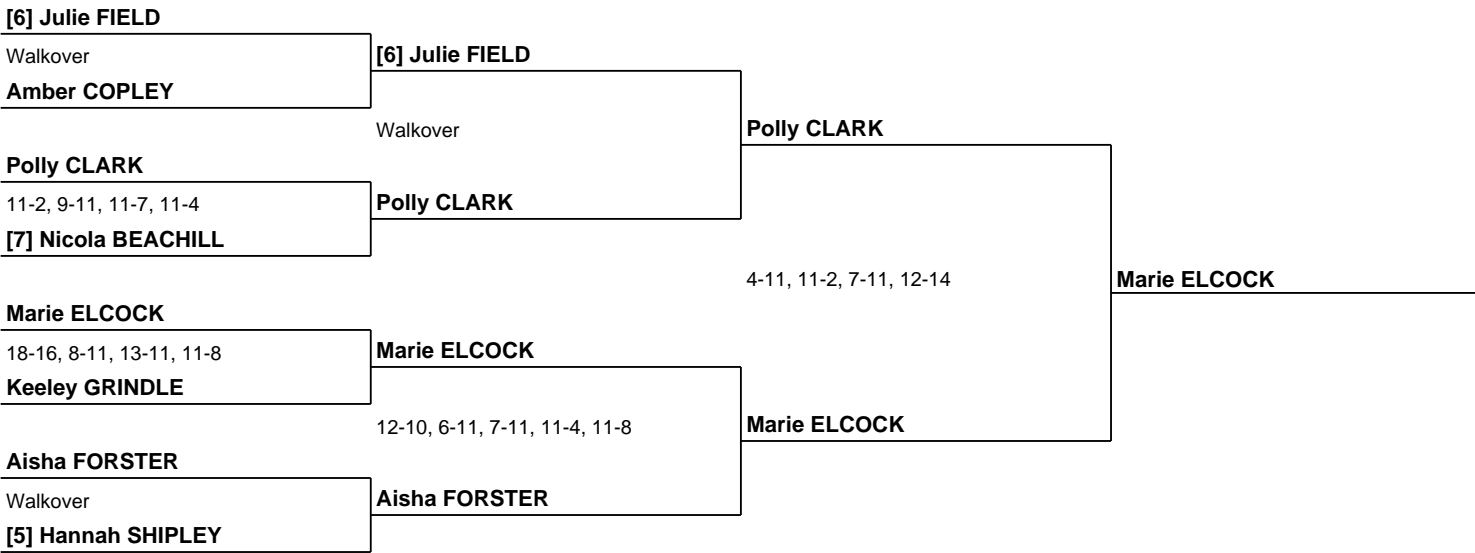 [6] Julie FIELD
Walkover
[6] Julie FIELD
Amber COPLEY
Walkover
Polly CLARK
Polly CLARK
11-2, 9-11, 11-7, 11-4
Polly CLARK
[7] Nicola BEACHILL
4-11, 11-2, 7-11, 12-14
Marie ELCOCK
Marie ELCOCK
18-16, 8-11, 13-11, 11-8
Marie ELCOCK
Keeley GRINDLE
12-10, 6-11, 7-11, 11-4, 11-8
Marie ELCOCK
Aisha FORSTER
Walkover
Aisha FORSTER
[5] Hannah SHIPLEY